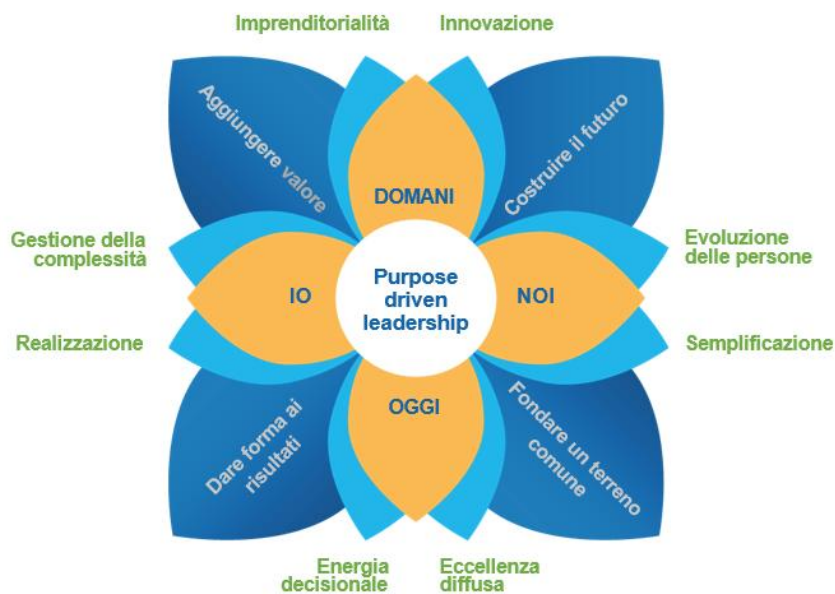 Imprenditorialità
Innovazione
Aggiungere valore
Costruire il futuro
DOMANI
Gestione della
complessità
Evoluzione
delle persone
IO
Purpose
driven
leadership
NOI
Realizzazione
Semplificazione
OGGI
Dare forma ai
risultati
Fondare un terreno
comune
Energia
decisionale
Eccellenza
diffusa